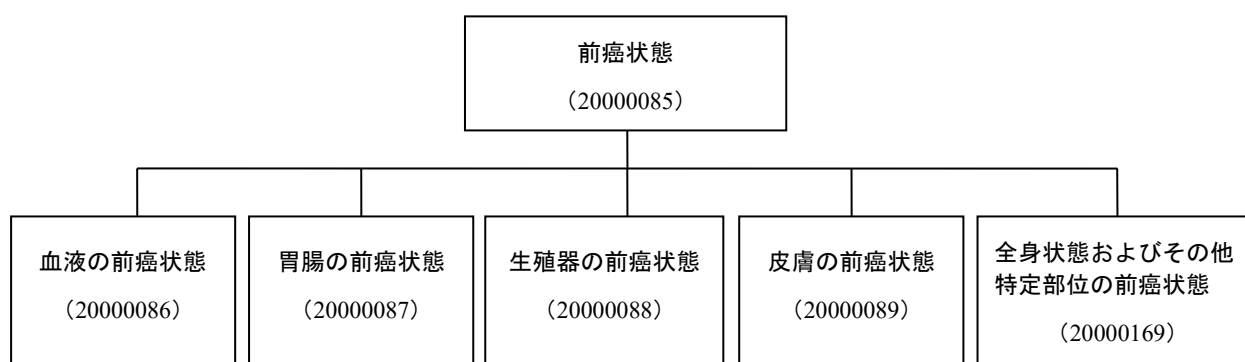 前癌状態
（20000085）
血液の前癌状態
（20000086）
胃腸の前癌状態
（20000087）
生殖器の前癌状態
（20000088）
皮膚の前癌状態
（20000089）
全身状態およびその他
特定部位の前癌状態
（20000169）